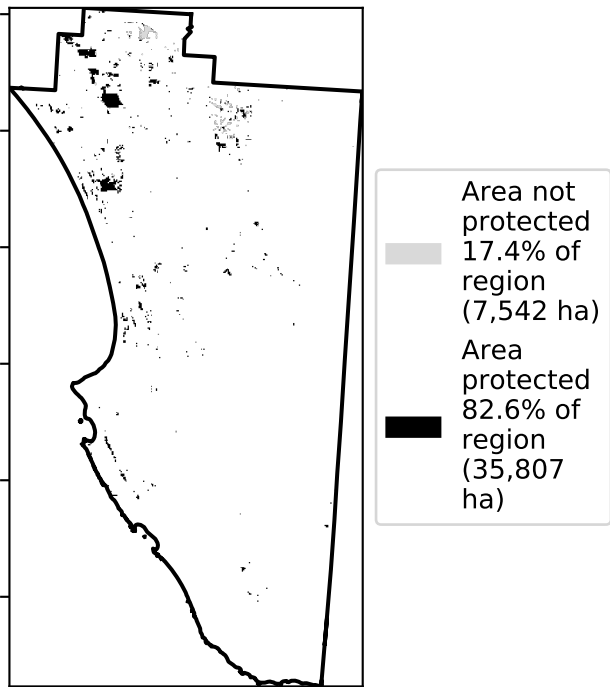 Area not
protected
17.4% of
region
(7,542 ha)
Area
protected
82.6% of
region
(35,807
ha)